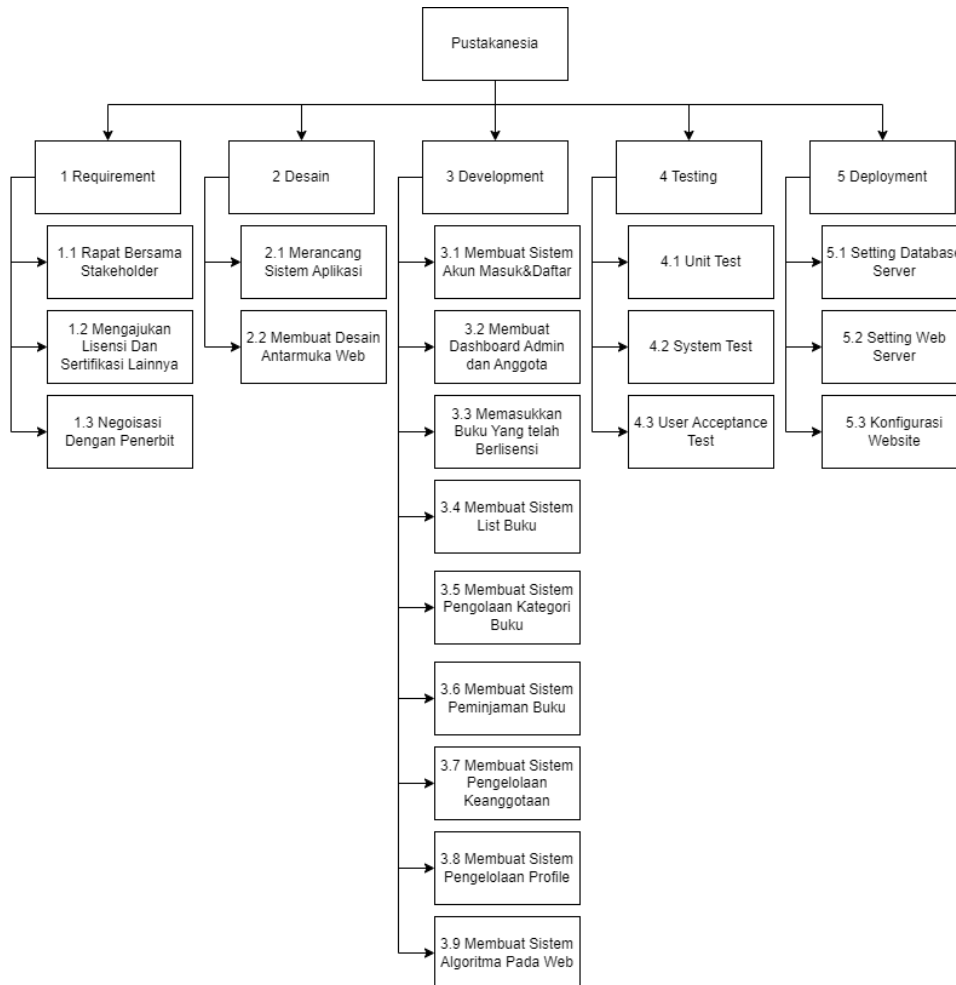 Pustakanesia
1 Requirement
2 Desain
3 Development
4 Testing
5 Deployment
1.1 Rapat Bersama
Stakeholder
1.2 Mengajukan
Lisensi Dan
Sertifikasi Lainnya
1.3 Negoisasi
Dengan Penerbit
2.1 Merancang
Sistem Aplikasi
2.2 Membuat Desain
Antarmuka Web
3.1 Membuat Sistem
Akun Masuk&Daftar
3.2 Membuat
Dashboard Admin
dan Anggota
3.3 Memasukkan
Buku Yang telah
Berlisensi
3.4 Membuat Sistem
List Buku
3.5 Membuat Sistem
Pengolaan Kategori
Buku
3.6 Membuat Sistem
Peminjaman Buku
3.7 Membuat Sistem
Pengelolaan
Keanggotaan
3.8 Membuat Sistem
Pengelolaan Profile
3.9 Membuat Sistem
Algoritma Pada Web
4.1 Unit Test
4.2 System Test
4.3 User Acceptance
Test
5.1 Setting Database
Server
5.2 Setting Web
Server
5.3 Konfigurasi
Website